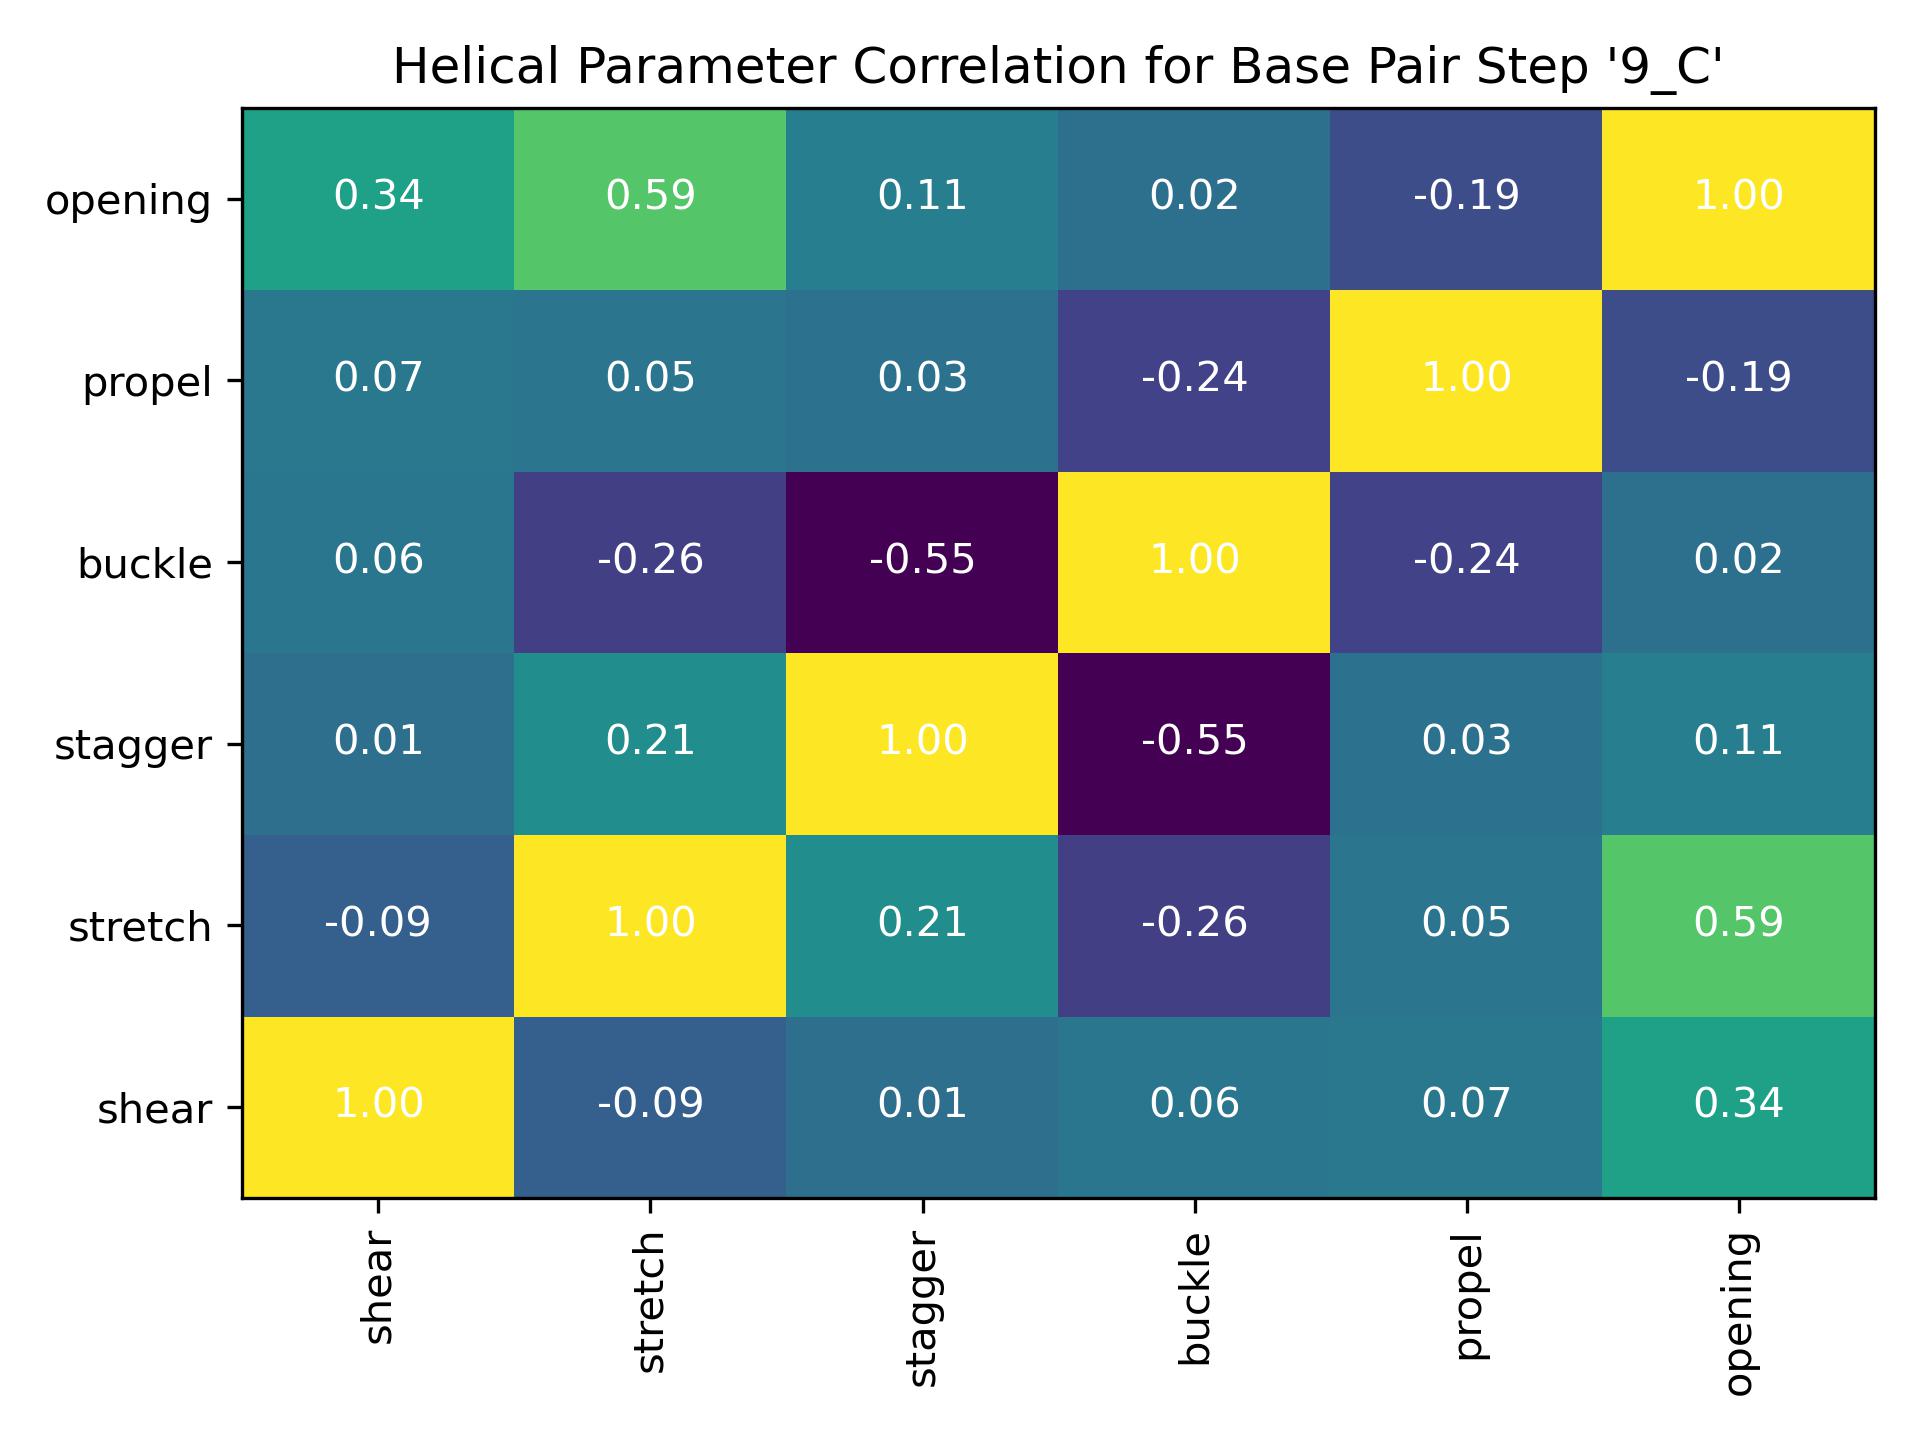 Helical Parameter Correlation for Base Pair Step '9_C'
opening 0.34 0.59 0.11 0.02 -0.19 1.00
propel 0.07 0.05 0.03 -0.24 1.00 -0.19
buckle 0.06 -0.26 -0.55 1.00 -0.24 0.02
stagger 0.01 0.21 1.00 -0.55 0.03 0.11
stretch -0.09 1.00 0.21 -0.26 0.05 0.59
shear 1.00 -0.09 0.01 0.06 0.07 0.34
shear stretch stagger buckle propel opening